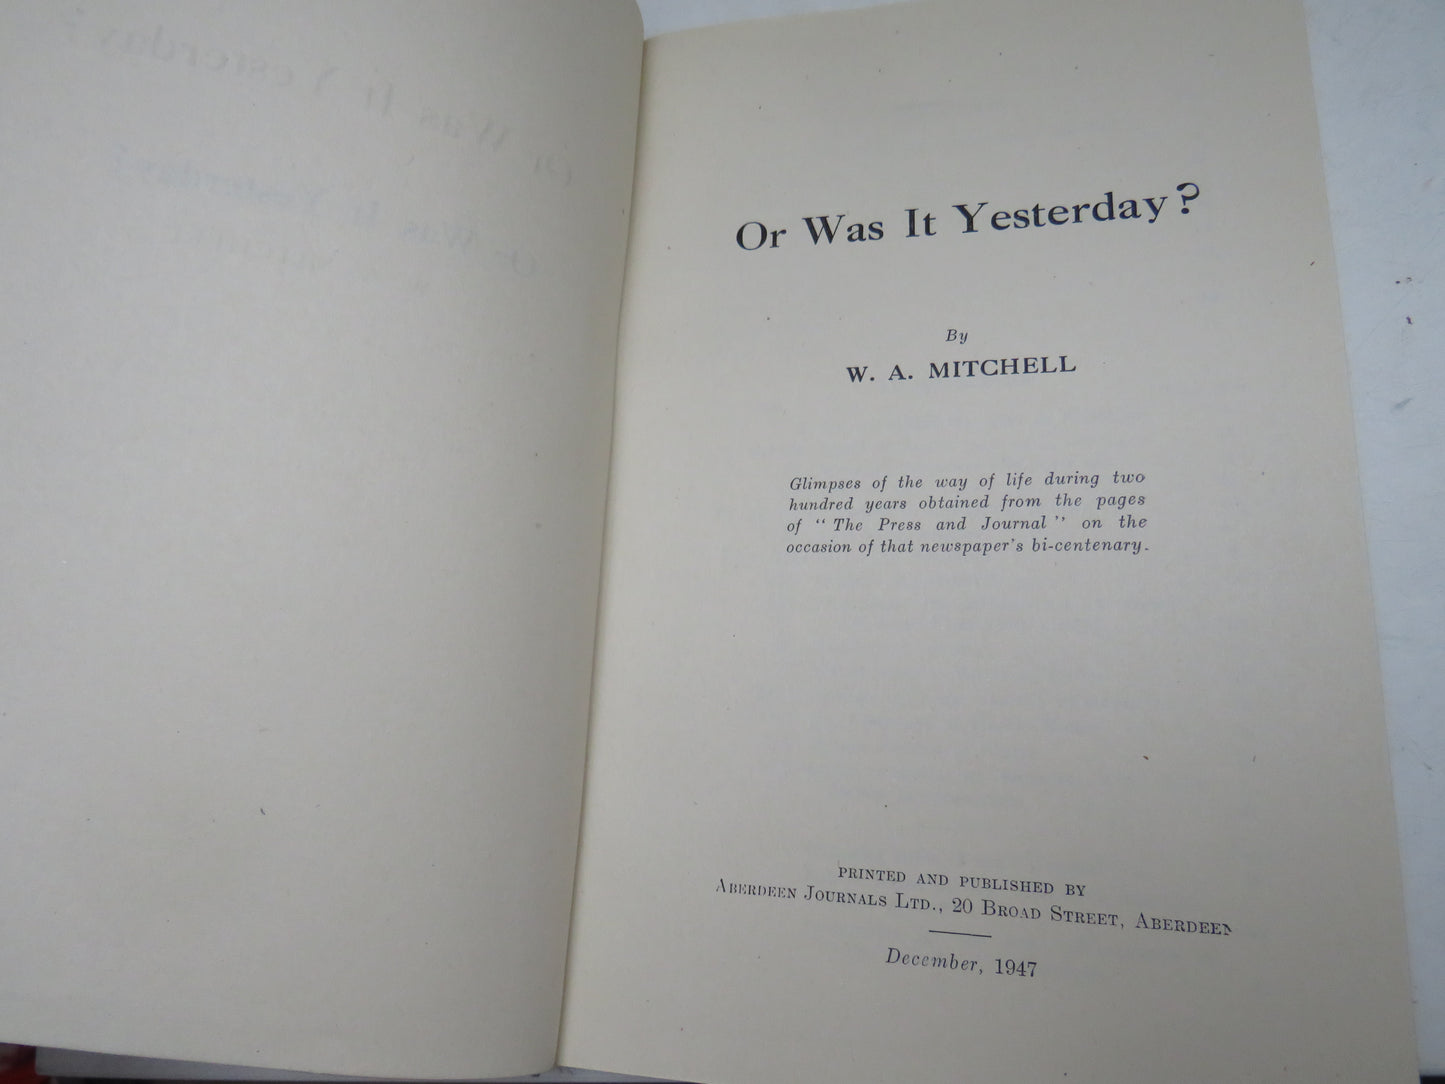 Or Was It Yesterday?
By
W. A. MITCHELL
Glimpses of the way of life during two
hundred years obtained from the pages
of “ The Press and Journal ” on the
occasion of that newspaper's bi-centenary.
PRINTED AND PUBLISHED BY
ABERDEEN JOURNALS LTD., 20 BROAD STREET, ABERDEEN
December, 1947